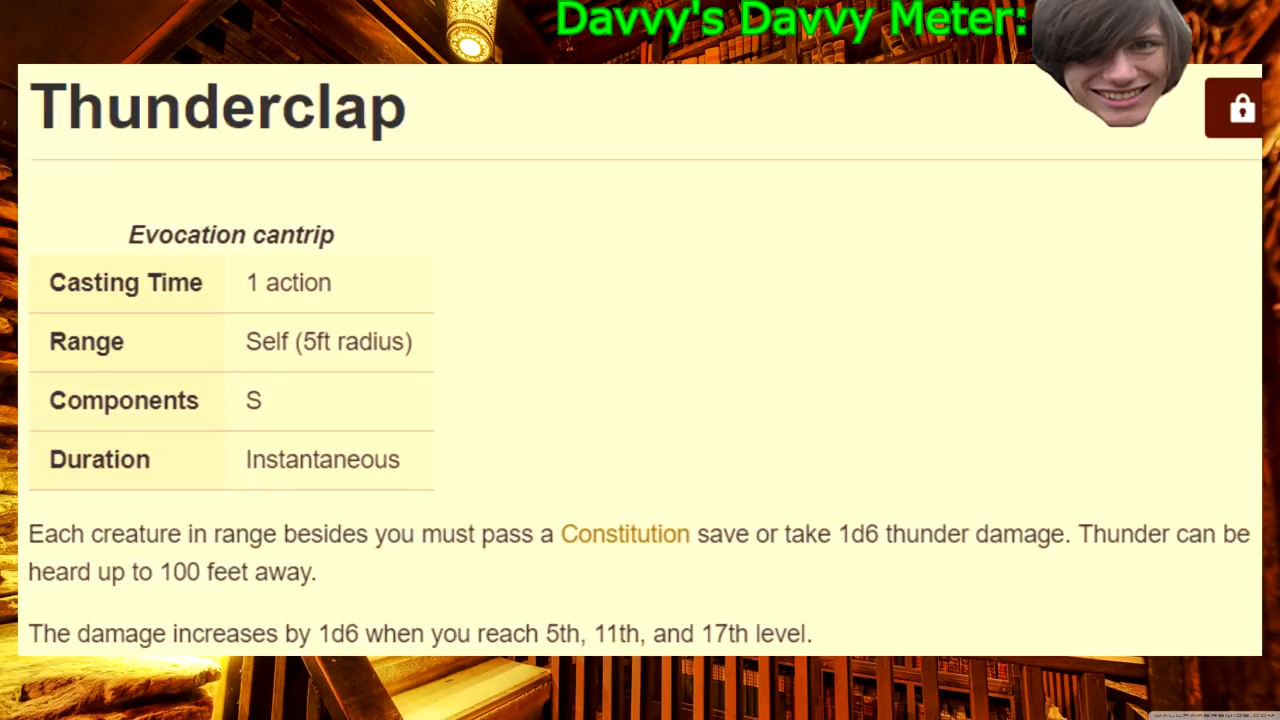 Davvy's Davvy Meter:
Thunderclap
Evocation cantrip
Casting Time 1 action
Range Self (5ft radius)
Components S
Duration Instantaneous
Each creature in range besides you must pass a Constitution save or take 1d6 thunder damage. Thunder can be
heard up to 100 feet away.
The damage increases by 1d6 when you reach 5th, 11th, and 17th level.
WALLPAPERSWIDE.COM